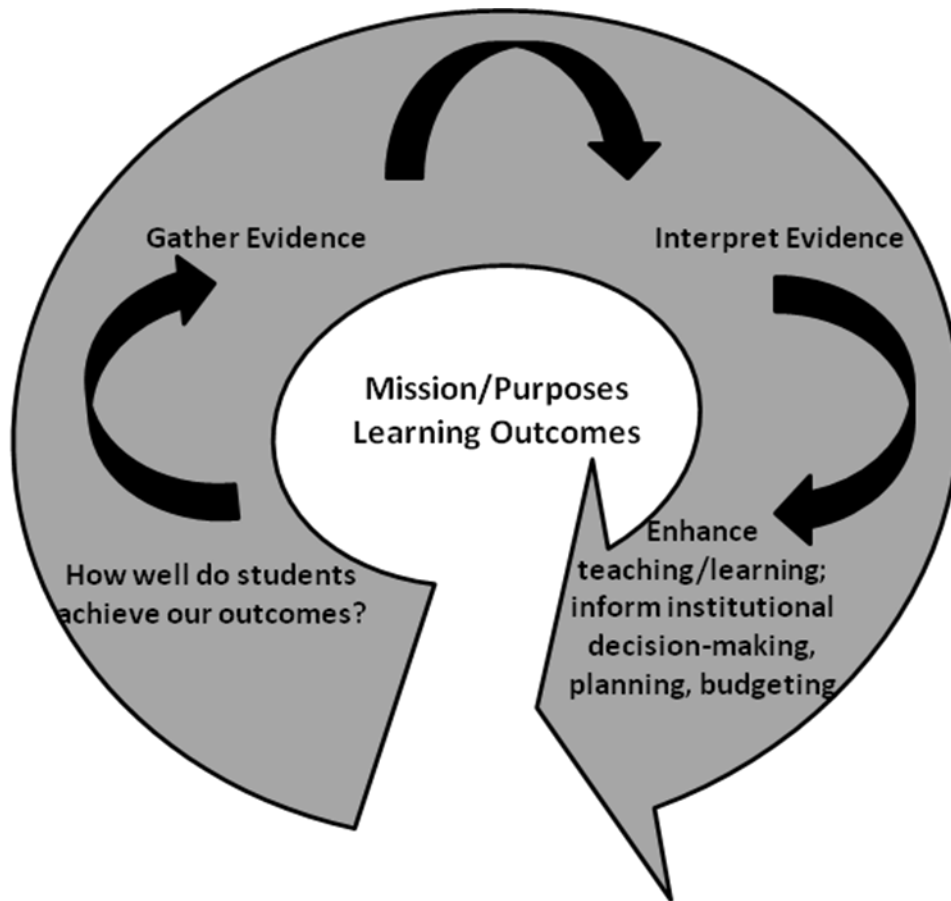 Gather Evidence
Interpret Evidence
Mission/Purposes
Learning Outcomes
How well do students
achieve our outcomes?
Enhance
teaching/learning;
inform institutional
decision-making,
planning, budgeting